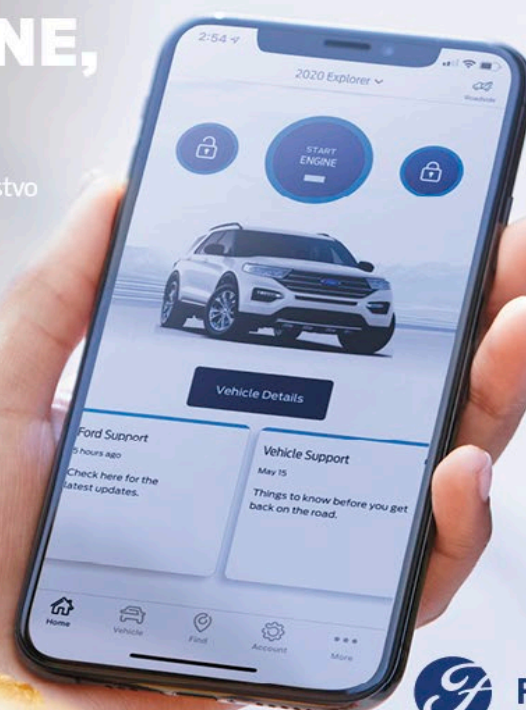 NE,
stvo
2:54
2020 Explorer
Roadside
START
ENGINE
Ford
Vehicle Details
Ford Support
5 hours ago
Check here for the
latest updates.
Vehicle Support
May 15
Things to know before you get
back on the road.
Home
Vehicle
Find
Account
More
F